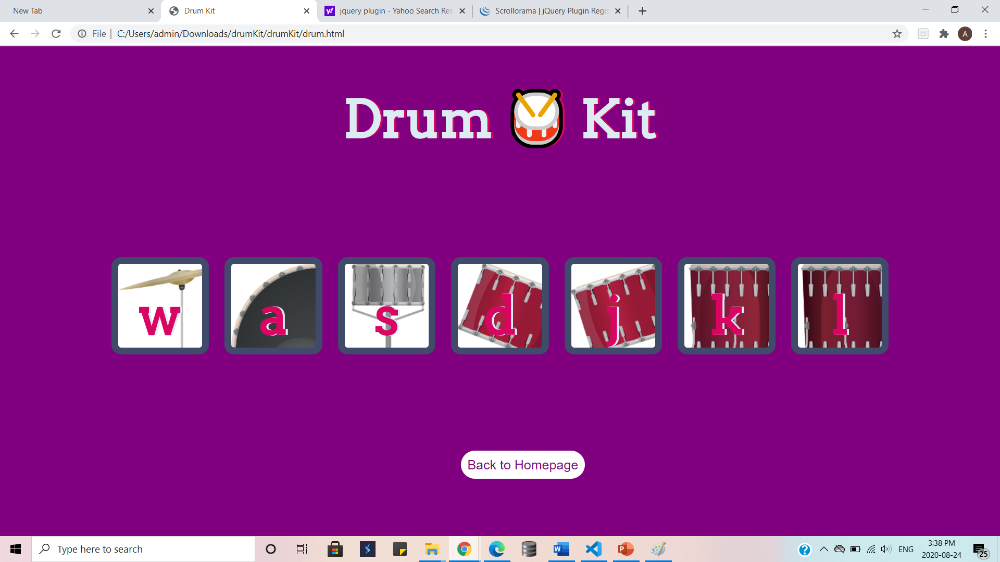 New Tab
Drum Kit
jquery plugin - Yahoo Search Res
Scrollorama | jQuery Plugin Regis
File | C:/Users/admin/Downloads/drumKit/drumKit/drum.html
A
Drum Kit
w a s d j k l
Back to Homepage
Type here to search
ENG
3:38 PM
2020-08-24
25